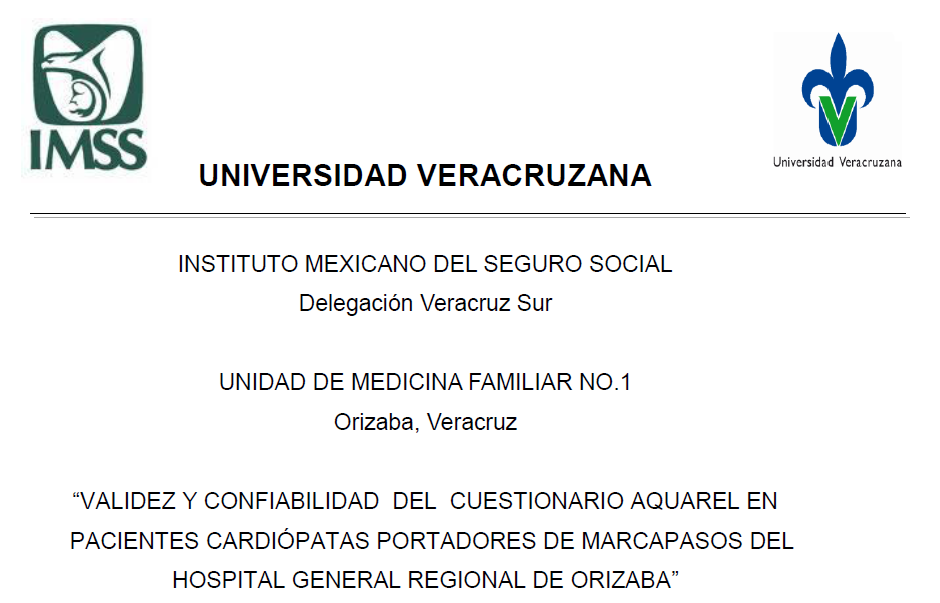 IMSS
Universidad Veracruzana
UNIVERSIDAD VERACRUZANA
INSTITUTO MEXICANO DEL SEGURO SOCIAL
Delegación Veracruz Sur
UNIDAD DE MEDICINA FAMILIAR NO.1
Orizaba, Veracruz
“VALIDEZ Y CONFIABILIDAD  DEL  CUESTIONARIO AQUAREL EN
PACIENTES CARDIÓPATAS PORTADORES DE MARCAPASOS DEL
HOSPITAL GENERAL REGIONAL DE ORIZABA”